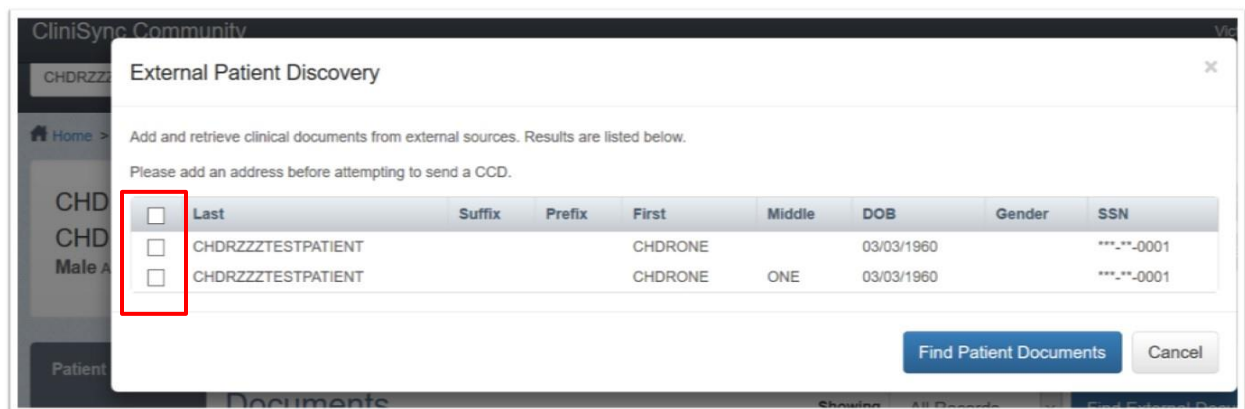 CliniSync Community
CHDRZZZ
External Patient Discovery
×
Home >
Add and retrieve clinical documents from external sources. Results are listed below.
Please add an address before attempting to send a CCD.
CHD
CHD
Male
Last Suffix Prefix First Middle DOB Gender SSN
CHDRZZZTESTPATIENT CHDRONE 03/03/1960 ***-**-0001
CHDRZZZTESTPATIENT CHDRONE ONE 03/03/1960 ***-**-0001
Find Patient Documents Cancel
Patient
Documents Showing All Records Find External